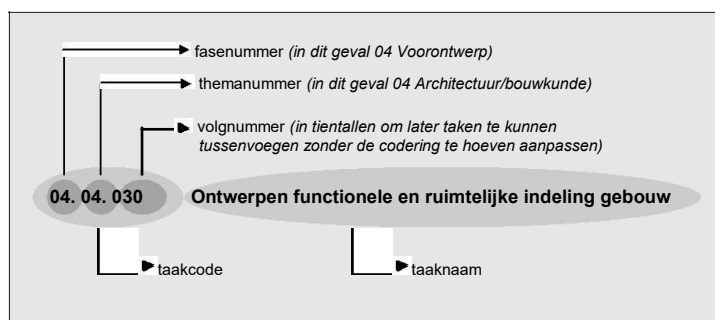 fasenummer (in dit geval 04 Voorontwerp)
themanummer (in dit geval 04 Architectuur/bouwkunde)
volgnummer (in tientallen om later taken te kunnen
tussenvoegen zonder de codering te hoeven aanpassen)
04. 04. 030 Ontwerpen functionele en ruimtelijke indeling gebouw
taakcode taaknaam